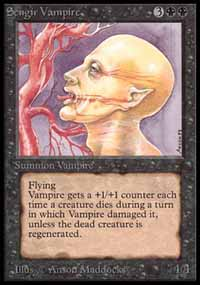 Sengir Vampire 3
Summon Vampire
Flying
Vampire gets a +1/+1 counter each
time a creature dies during a turn
in which Vampire damaged it,
unless the dead creature is
regenerated.
Illus. © Anson Maddocks 4/4